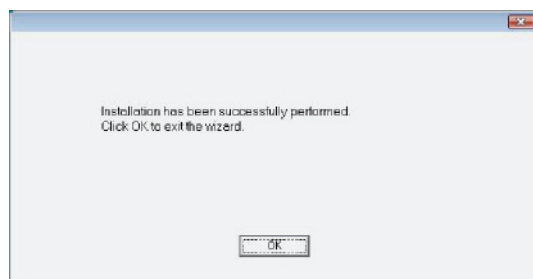 Installation has been successfully performed.
Click OK to exit the wizard.
OK